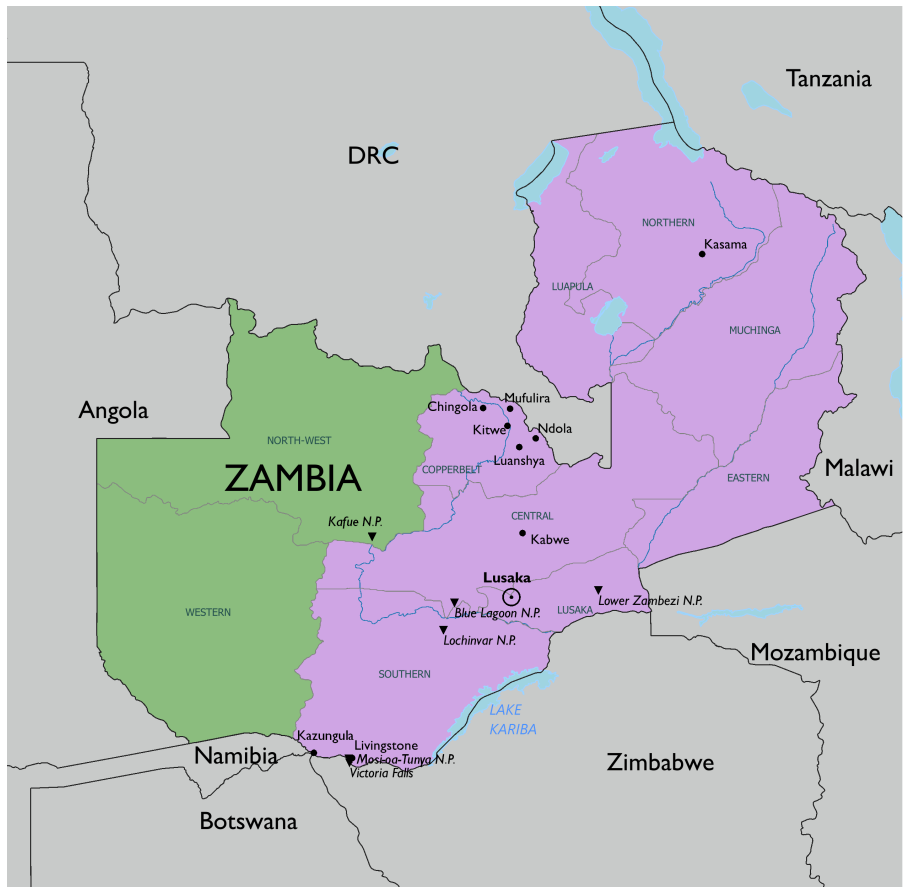 Tanzania
DRC
NORTHERN
Kasama
LUAPULA
MUCHINGA
Angola
Chingola
Mufulira
Kitwe
Ndola
Luanshya
NORTH-WEST
COPPERBELT
ZAMBIA
Malawi
EASTERN
Kafue N.P.
CENTRAL
Kabwe
Lusaka
Lower Zambezi N.P.
WESTERN
Blue Lagoon N.P.
LUSAKA
Lochinvar N.P.
Mozambique
SOUTHERN
LAKE
KARIBA
Kazungula
Livingstone
Namibia
Mosi-oa-Tunya N.P.
Zimbabwe
Victoria Falls
Botswana